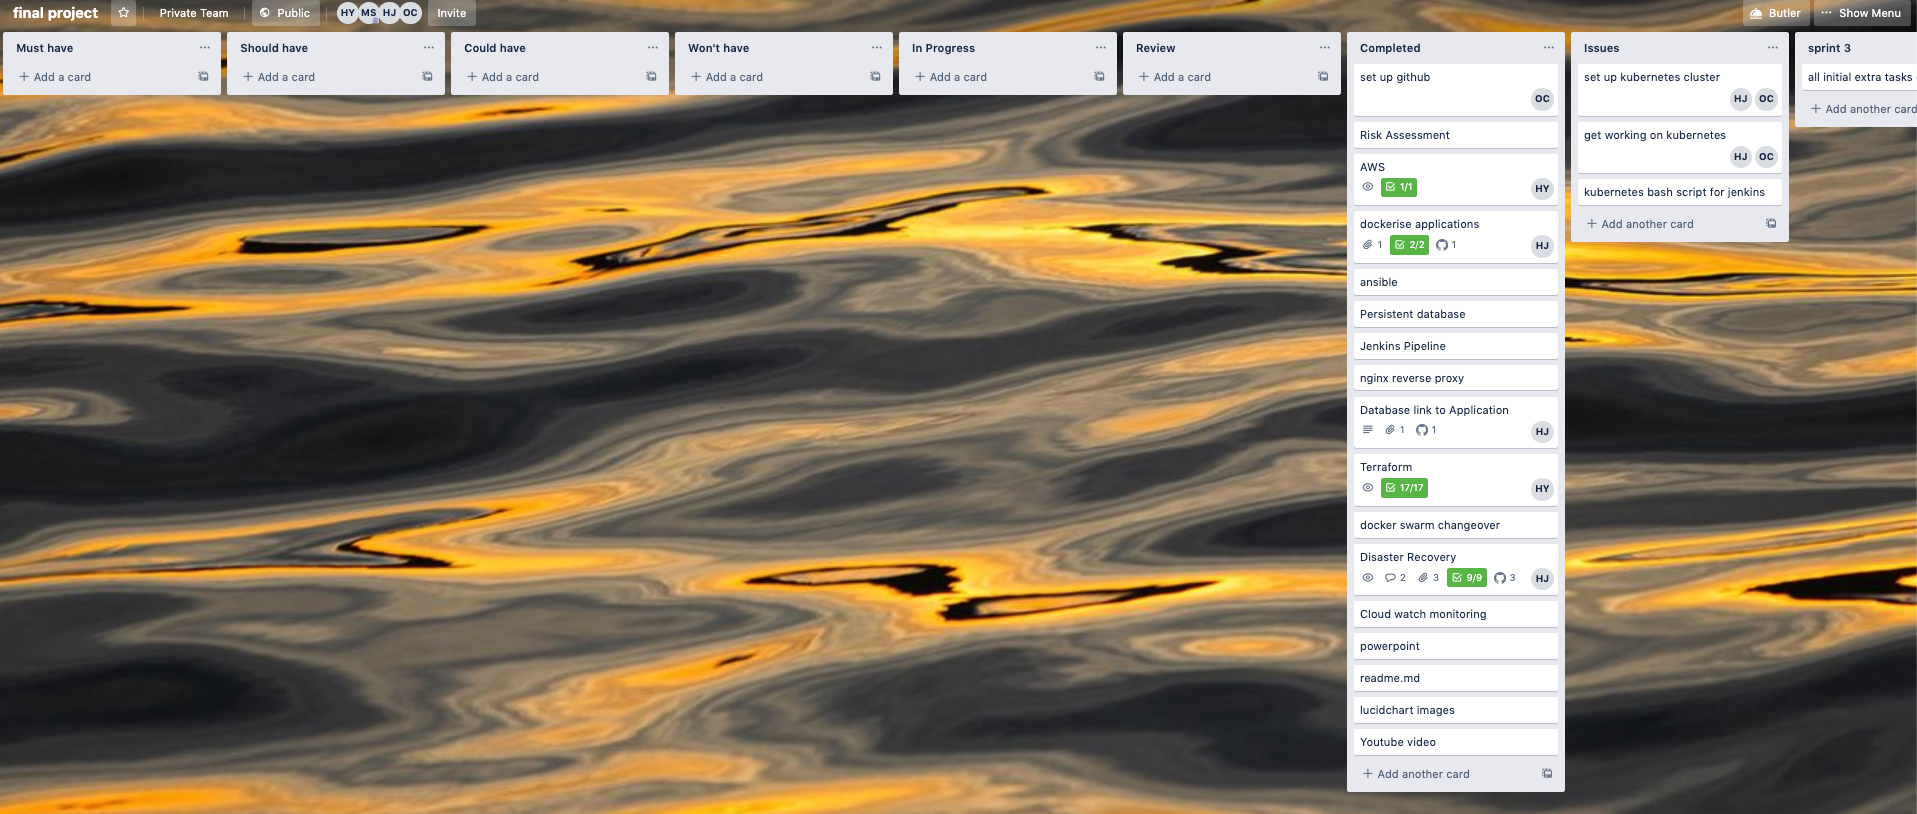 final project
Private Team
Public
HY MS HJ OC
Invite
Butler
Show Menu
Must have
Add a card
Should have
Add a card
Could have
Add a card
Won't have
Add a card
In Progress
Add a card
Review
Add a card
Completed
set up github
OC
Risk Assessment
AWS
1/1
HY
dockerise applications
1 2/2 1
HJ
ansible
Persistent database
Jenkins Pipeline
nginx reverse proxy
Database link to Application
1 1
HJ
Terraform
17/17
HY
docker swarm changeover
Disaster Recovery
2 3 9/9 3
HJ
Cloud watch monitoring
powerpoint
readme.md
lucidchart images
Youtube video
Add another card
Issues
set up kubernetes cluster
HJ OC
get working on kubernetes
HJ OC
kubernetes bash script for jenkins
Add another card
sprint 3
all initial extra tasks
Add another card